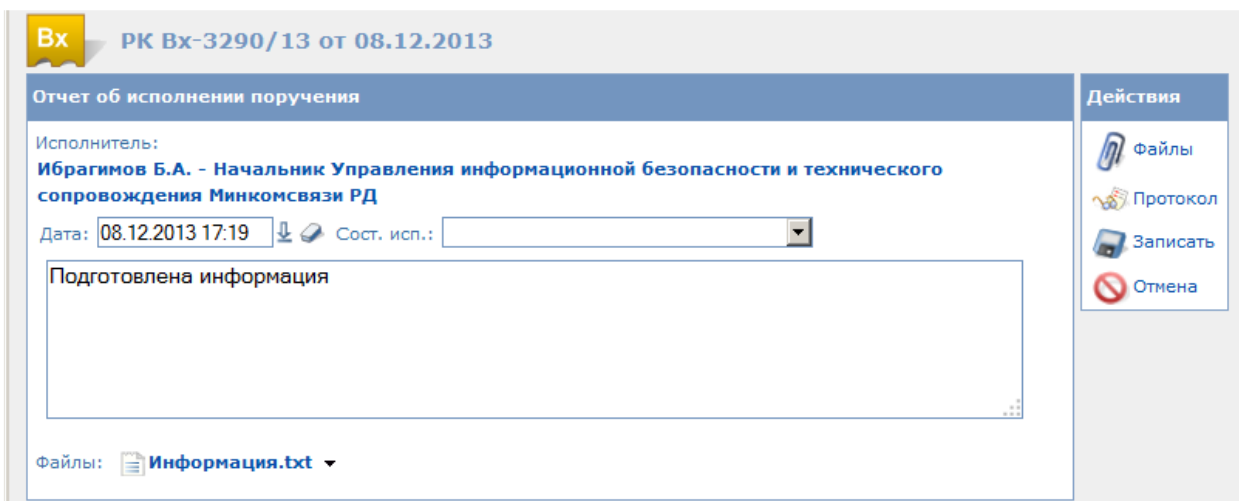 Вх
РК Вх-3290/13 от 08.12.2013
Отчет об исполнении поручения
Исполнитель:
Ибрагимов Б.А. - Начальник Управления информационной безопасности и технического
сопровождения Минкомсвязи РД
Дата: 08.12.2013 17:19 Сост. исп.:
Подготовлена информация
Файлы: Информация.txt
Действия
Файлы
Протокол
Записать
Отмена